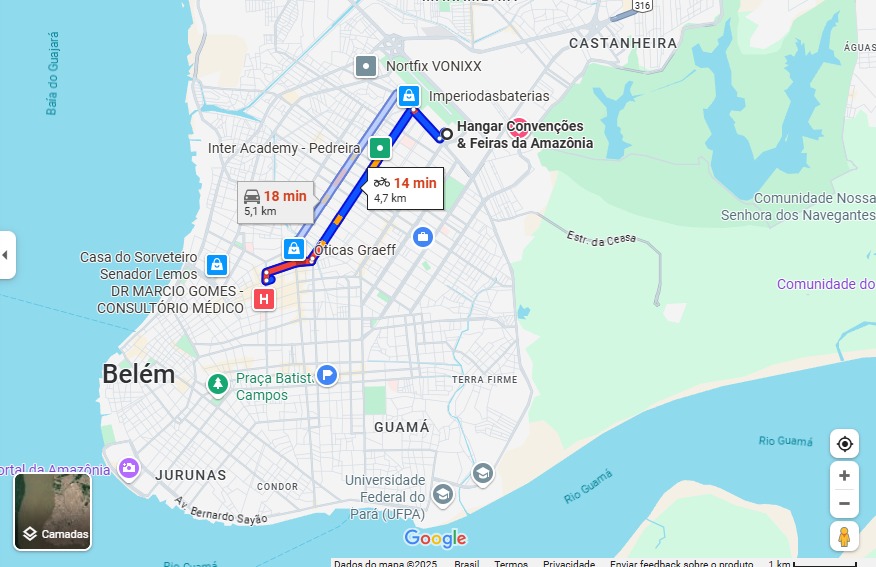 316
CASTANHEIRA
ÁGUAS
Baía do Guajará
Nortfix VONIXX
Imperiodasbaterias
Hangar Convenções
& Feiras da Amazônia
Inter Academy - Pedreira
14 min
4,7 km
18 min
5,1 km
Comunidade Nossa
Senhora dos Navegantes
Estr. da Ceasa
Óticas Graeff
Casa do Sorveteiro
Senador Lemos
DR MARCIO GOMES -
CONSULTÓRIO MÉDICO
H
Comunidade do
Belém
Praça Batist
Campos
P
TERRA FIRME
GUAMÁ
Rio Guamá
ortal da Amazônia
JURUNAS
CONDOR
Universidade
Federal do
Pará (UFPA)
Rio Guamá
Av. Bernardo Sayão
Camadas
Google
Rio Guamá
Dados do mapa ©2025 Brasil Termos Privacidade Enviar feedback sobre o produto 1 km